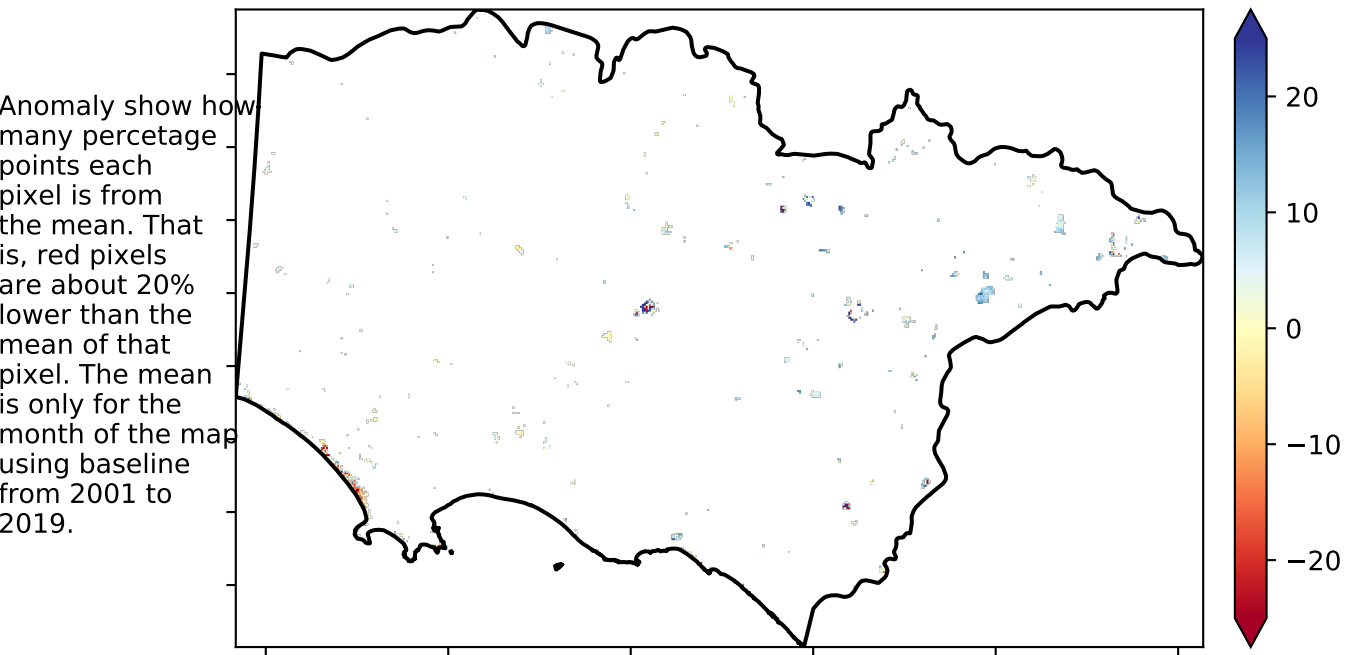 Anomaly show how
many percetage
points each
pixel is from
the mean. That
is, red pixels
are about 20%
lower than the
mean of that
pixel. The mean
is only for the
month of the map
using baseline
from 2001 to
2019.
20
10
0
−10
−20